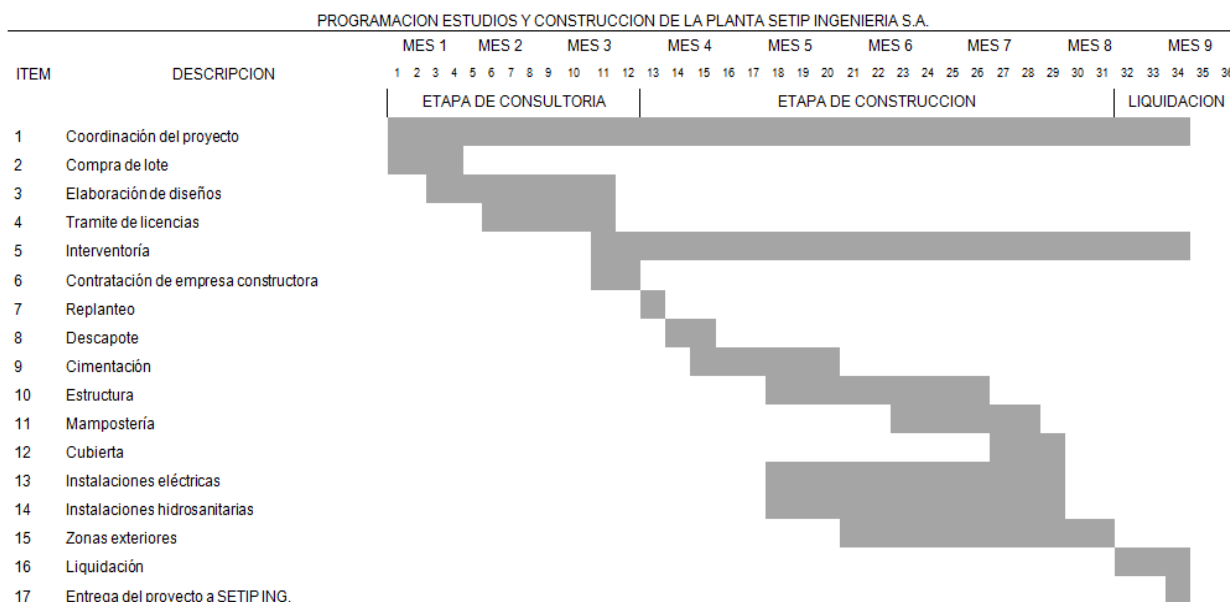 PROGRAMACION ESTUDIOS Y CONSTRUCCION DE LA PLANTA SETIP INGENIERIA S.A.
MES 1 MES 2 MES 3 MES 4 MES 5 MES 6 MES 7 MES 8 MES 9
ITEM DESCRIPCION 1 2 3 4 5 6 7 8 9 10 11 12 13 14 15 16 17 18 19 20 21 22 23 24 25 26 27 28 29 30 31 32 33 34 35 36
ETAPA DE CONSULTORIA ETAPA DE CONSTRUCCION LIQUIDACION
1 Coordinación del proyecto
2 Compra de lote
3 Elaboración de diseños
4 Tramite de licencias
5 Interventoría
6 Contratación de empresa constructora
7 Replanteo
8 Descapote
9 Cimentación
10 Estructura
11 Mampostería
12 Cubierta
13 Instalaciones eléctricas
14 Instalaciones hidrosanitarias
15 Zonas exteriores
16 Liquidación
17 Entrega del proyecto a SETIP ING.